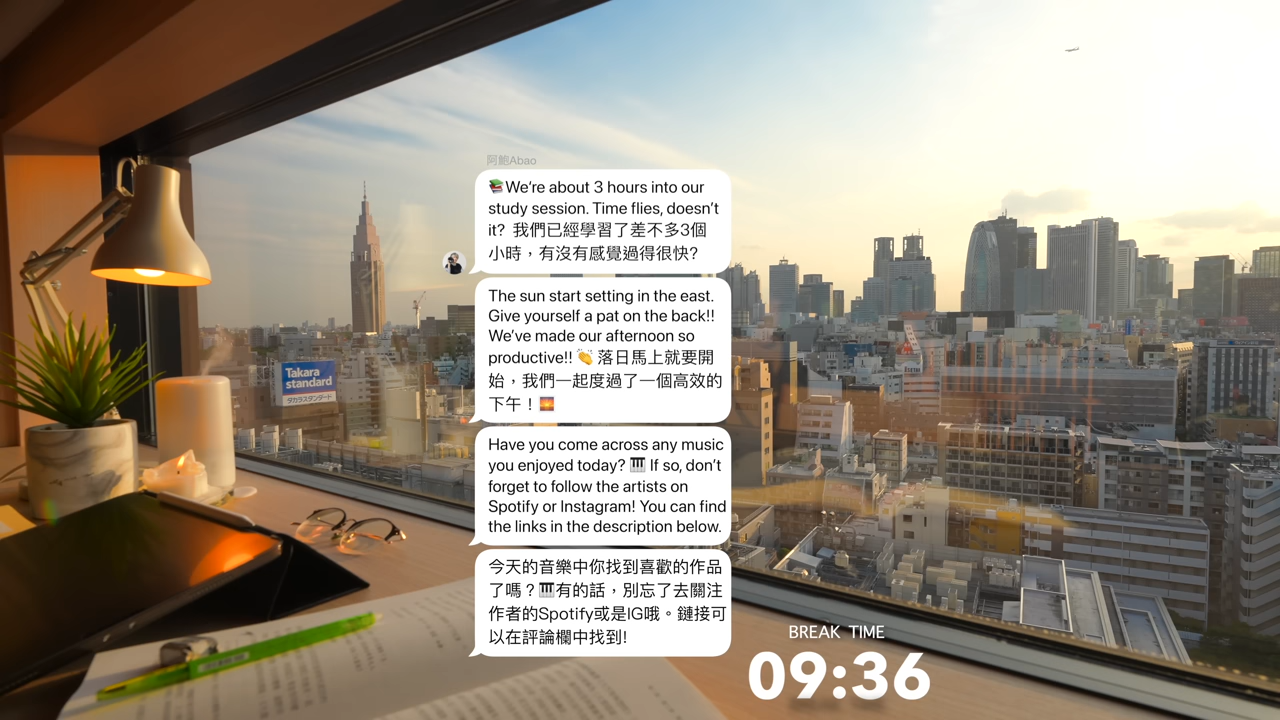 阿鮑Abao
📚We're about 3 hours into our
study session. Time flies, doesn't
it? 我們已經學習了差不多3個
小時，有沒有感覺過得很快?
The sun start setting in the east.
Give yourself a pat on the back!!
We've made our afternoon so
productive!! 👏 落日馬上就要開
始，我們一起度過了一個高效的
下午！🌇
Have you come across any music
you enjoyed today? 🎹 If so, don't
forget to follow the artists on
Spotify or Instagram! You can find
the links in the description below.
今天的音樂中你找到喜歡的作品
了嗎？🎹有的話，別忘了去關注
作者的Spotify或是IG哦。鏈接可
以在評論欄中找到!
Takara
standard
タカラスタンダード
BREAK TIME
09:36